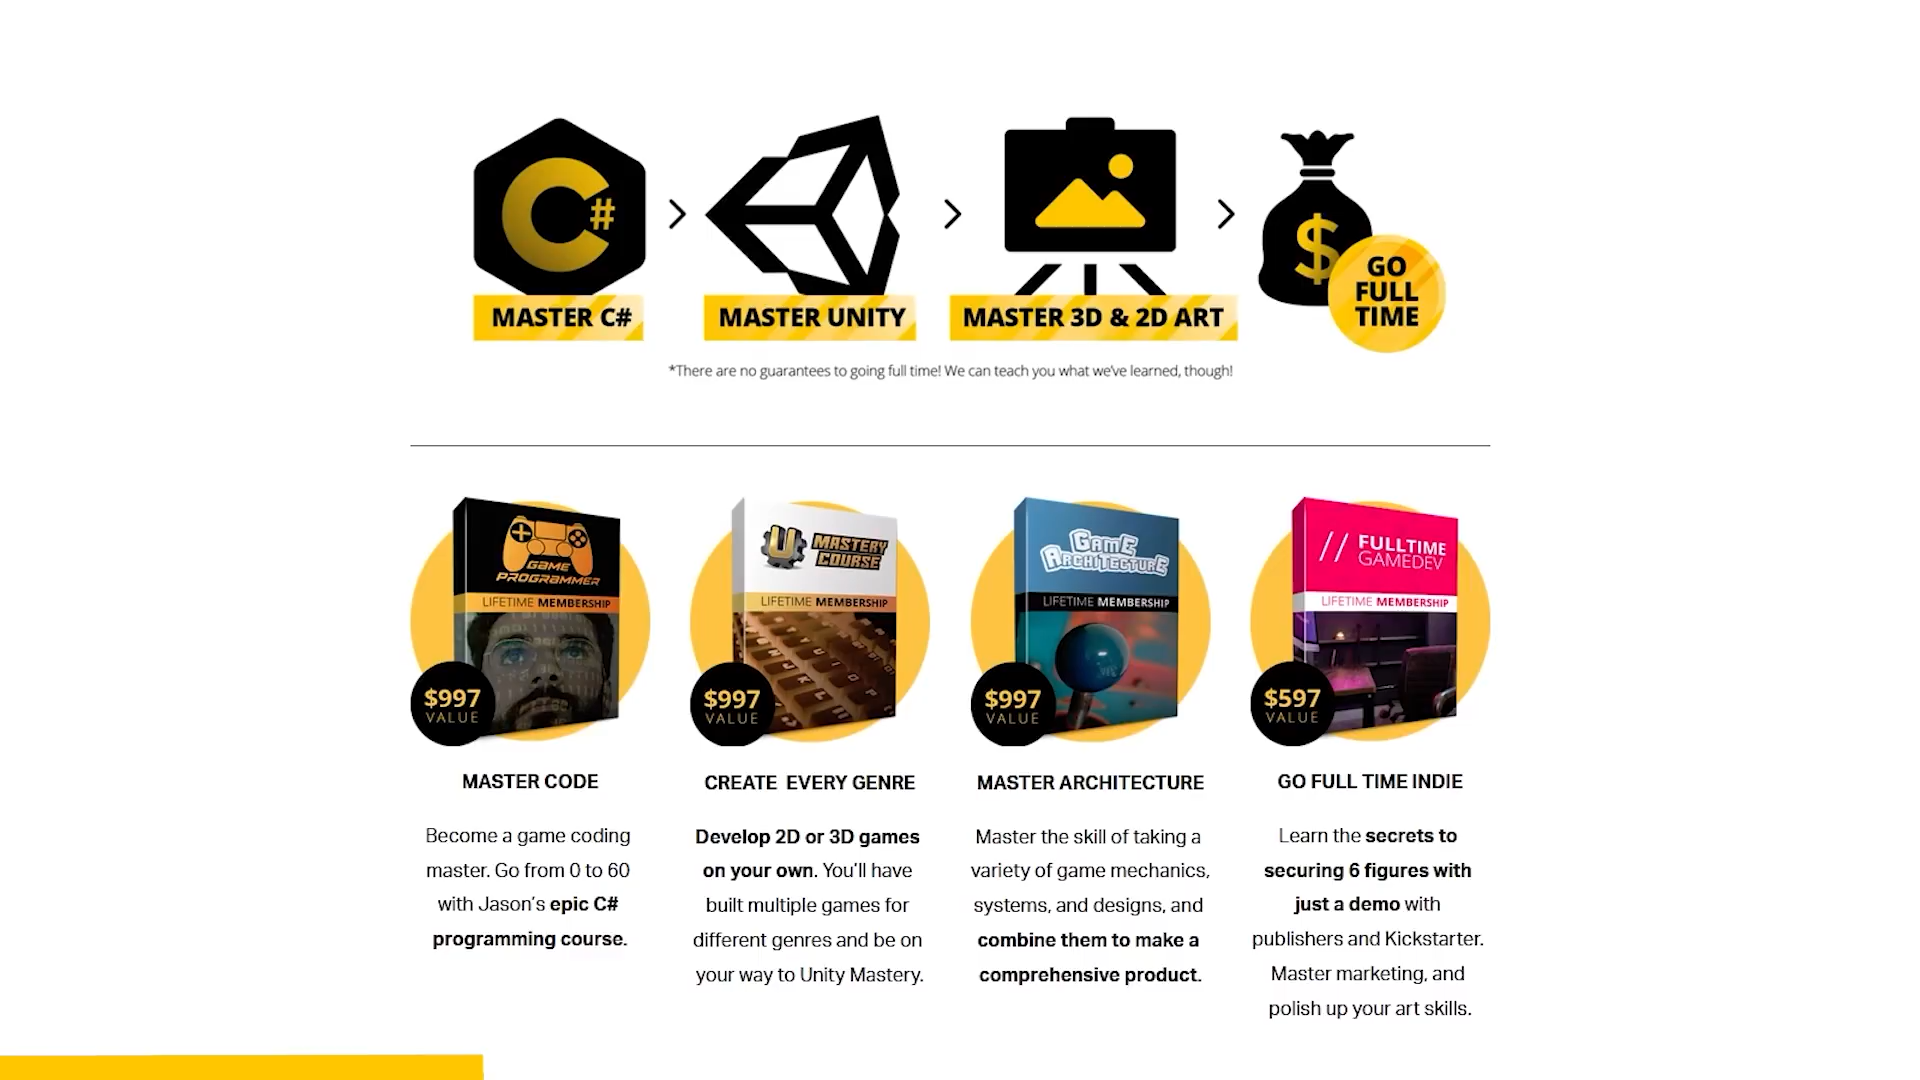 C#
$
GO
FULL
TIME
MASTER C#
MASTER UNITY
MASTER 3D & 2D ART
*There are no guarantees to going full time! We can teach you what we've learned, though!
GAME
PROGRAMMER
LIFETIME MEMBERSHIP
$997
VALUE
U MASTERY
COURSE
LIFETIME MEMBERSHIP
$997
VALUE
GAME
ARCHITECTURE
LIFETIME MEMBERSHIP
$997
VALUE
// FULLTIME
GAMEDEV
LIFETIME MEMBERSHIP
$597
VALUE
MASTER CODE
Become a game coding
master. Go from 0 to 60
with Jason's epic C#
programming course.
CREATE EVERY GENRE
Develop 2D or 3D games
on your own. You'll have
built multiple games for
different genres and be on
your way to Unity Mastery.
MASTER ARCHITECTURE
Master the skill of taking a
variety of game mechanics,
systems, and designs, and
combine them to make a
comprehensive product.
GO FULL TIME INDIE
Learn the secrets to
securing 6 figures with
just a demo with
publishers and Kickstarter.
Master marketing, and
polish up your art skills.